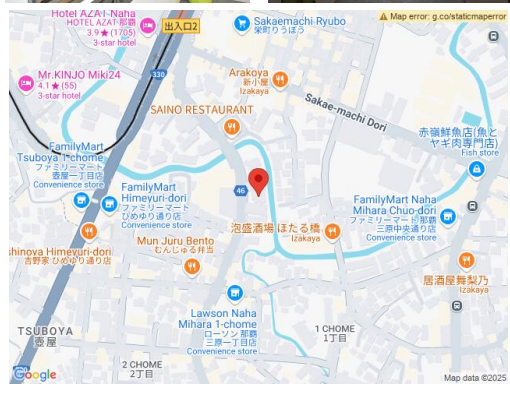 Hotel AZAT Naha
HOTEL AZAT 那覇
3.9★(1705)
3-star hotel
出入口2
Sakaemachi Ryubo
栄町りうぼう
Map error: g.co/staticmaperror
Mr.KINJO Miki24
4.1★(55)
3-star hotel
330
Arakoya
新小屋
Izakaya
Sakae-machi Dori
SAINO RESTAURANT
赤嶺鮮魚店(魚と
ヤギ肉専門店)
Fish store
FamilyMart
Tsuboya 1-chome
ファミリーマート
壺屋一丁目店
Convenience store
FamilyMart
Himeyuri-dori
ファミリーマート
ひめゆり通り店
Convenience store
46
FamilyMart Naha
Mihara Chuo-dori
ファミリーマート那覇
三原中央通り店
Convenience store
泡盛酒場 ほたる橋
Izakaya
Mun Juru Bento
むんじゅる弁当
shinoya Himeyuri-dori
吉野家 ひめゆり通り店
居酒屋舞梨乃
Izakaya
Lawson Naha
Mihara 1-chome
ローソン 那覇
三原一丁目店
Convenience store
TSUBOYA
壺屋
1 CHOME
1丁目
2 CHOME
2丁目
Google
Map data ©2025